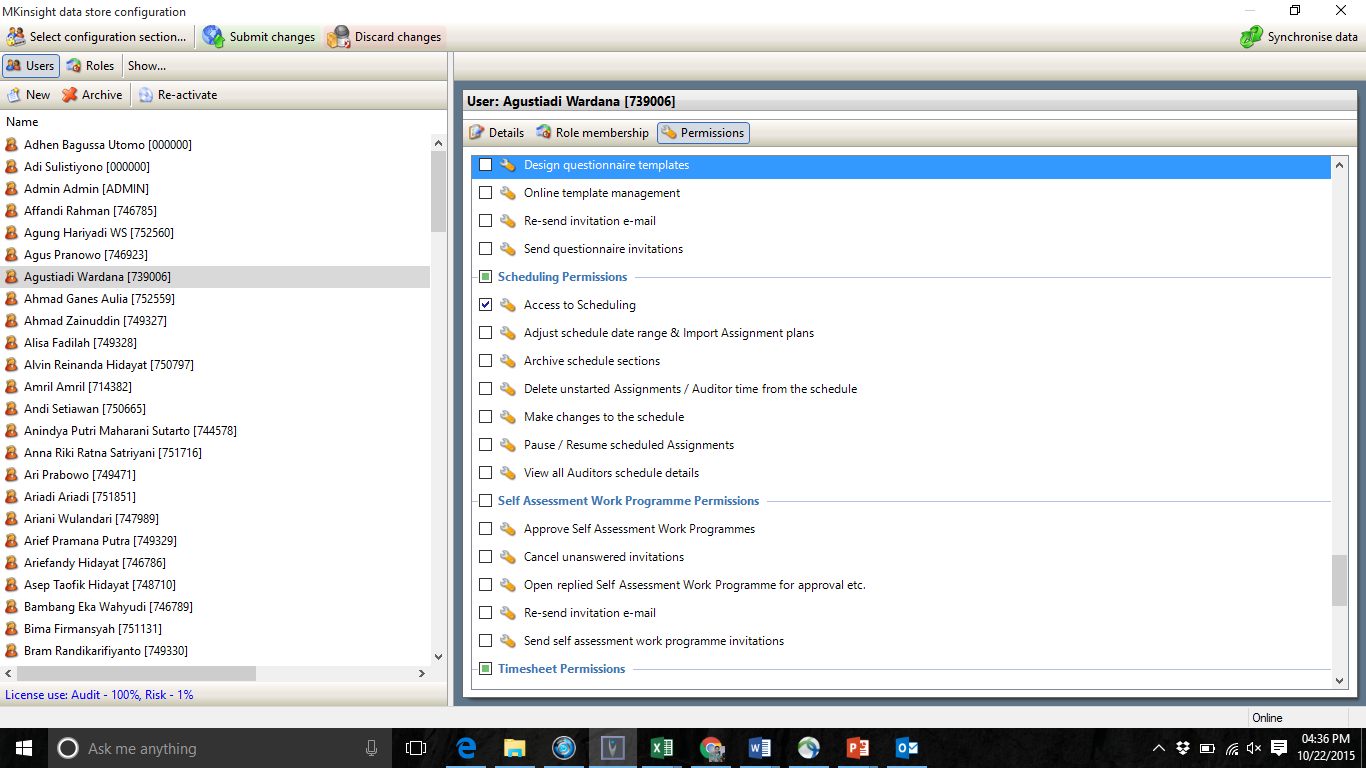 MKinsight data store configuration
Select configuration section... Submit changes Discard changes Synchronise data
Users Roles Show...
New Archive Re-activate
Name
Adhen Bagussa Utomo [000000]
Adi Sulistiyono [000000]
Admin Admin [ADMIN]
Affandi Rahman [746785]
Agung Hariyadi WS [752560]
Agus Pranowo [746923]
Agustiadi Wardana [739006]
Ahmad Ganes Aulia [752559]
Ahmad Zainuddin [749327]
Alisa Fadilah [749328]
Alvin Reinanda Hidayat [750797]
Amril Amril [714382]
Andi Setiawan [750665]
Anindya Putri Maharani Sutarto [744578]
Anna Riki Ratna Satriyani [751716]
Ari Prabowo [749471]
Ariadi Ariadi [751851]
Ariani Wulandari [747989]
Arief Pramana Putra [749329]
Ariefandy Hidayat [746786]
Asep Taofik Hidayat [748710]
Bambang Eka Wahyudi [746789]
Bima Firmansyah [751131]
Bram Randikarifiyanto [749330]
License use: Audit - 100%, Risk - 1%
User: Agustiadi Wardana [739006]
Details Role membership Permissions
Design questionnaire templates
Online template management
Re-send invitation e-mail
Send questionnaire invitations
Scheduling Permissions
Access to Scheduling
Adjust schedule date range & Import Assignment plans
Archive schedule sections
Delete unstarted Assignments / Auditor time from the schedule
Make changes to the schedule
Pause / Resume scheduled Assignments
View all Auditors schedule details
Self Assessment Work Programme Permissions
Approve Self Assessment Work Programmes
Cancel unanswered invitations
Open replied Self Assessment Work Programme for approval etc.
Re-send invitation e-mail
Send self assessment work programme invitations
Timesheet Permissions
Online
Ask me anything
04:36 PM
10/22/2015